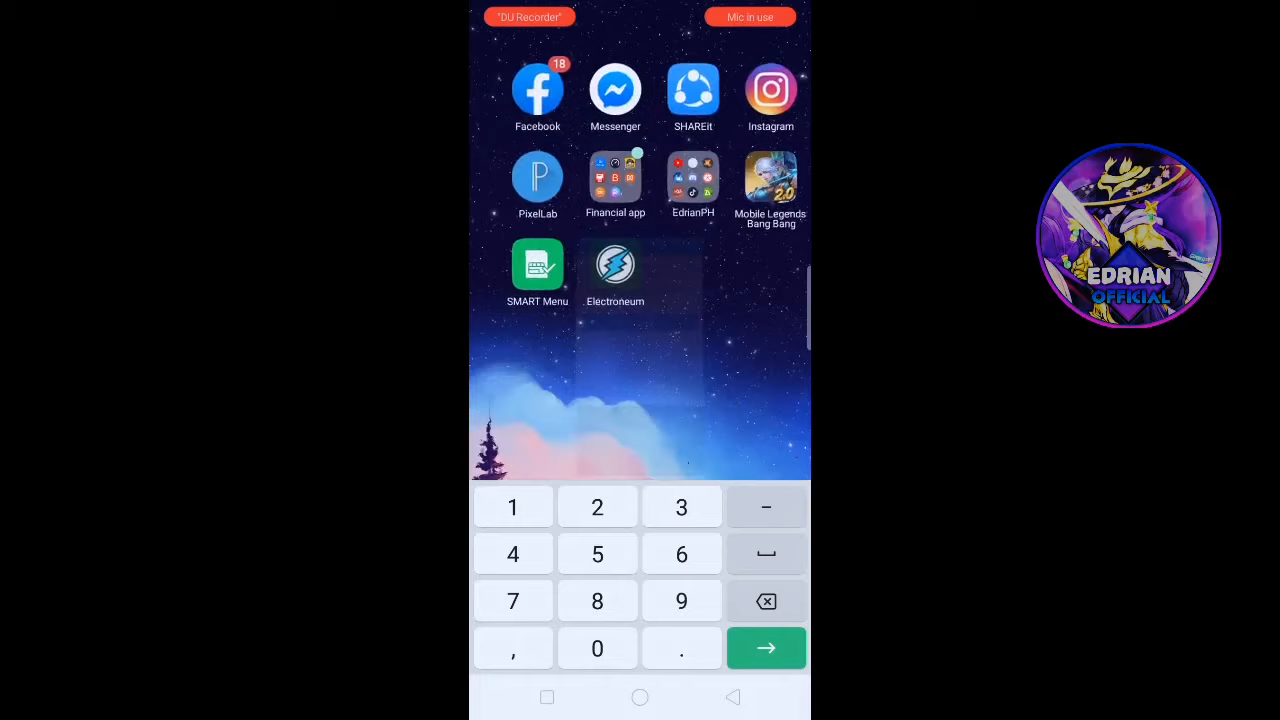 "DU Recorder"
Mic in use
18
Facebook
Messenger
SHAREit
Instagram
2.0
PixelLab
Financial app
EdrianPH
Mobile Legends
Bang Bang
SMART Menu
Electroneum
EDRIAN
OFFICIAL
1 2 3 -
4 5 6
7 8 9
, 0 .